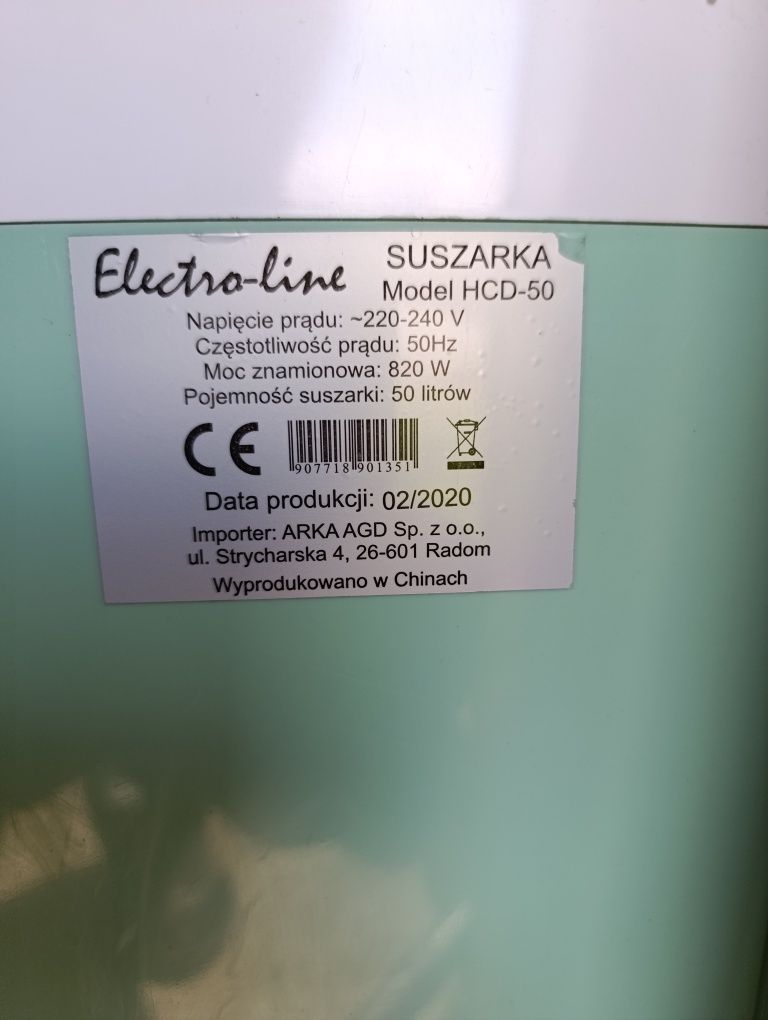 Electro-line
SUSZARKA
Model HCD-50
Napięcie prądu: ~220-240 V
Częstotliwość prądu: 50Hz
Moc znamionowa: 820 W
Pojemność suszarki: 50 litrów
CE
907718 901351
Data produkcji: 02/2020
Importer: ARKA AGD Sp. z o.o.,
ul. Strycharska 4, 26-601 Radom
Wyprodukowano w Chinach